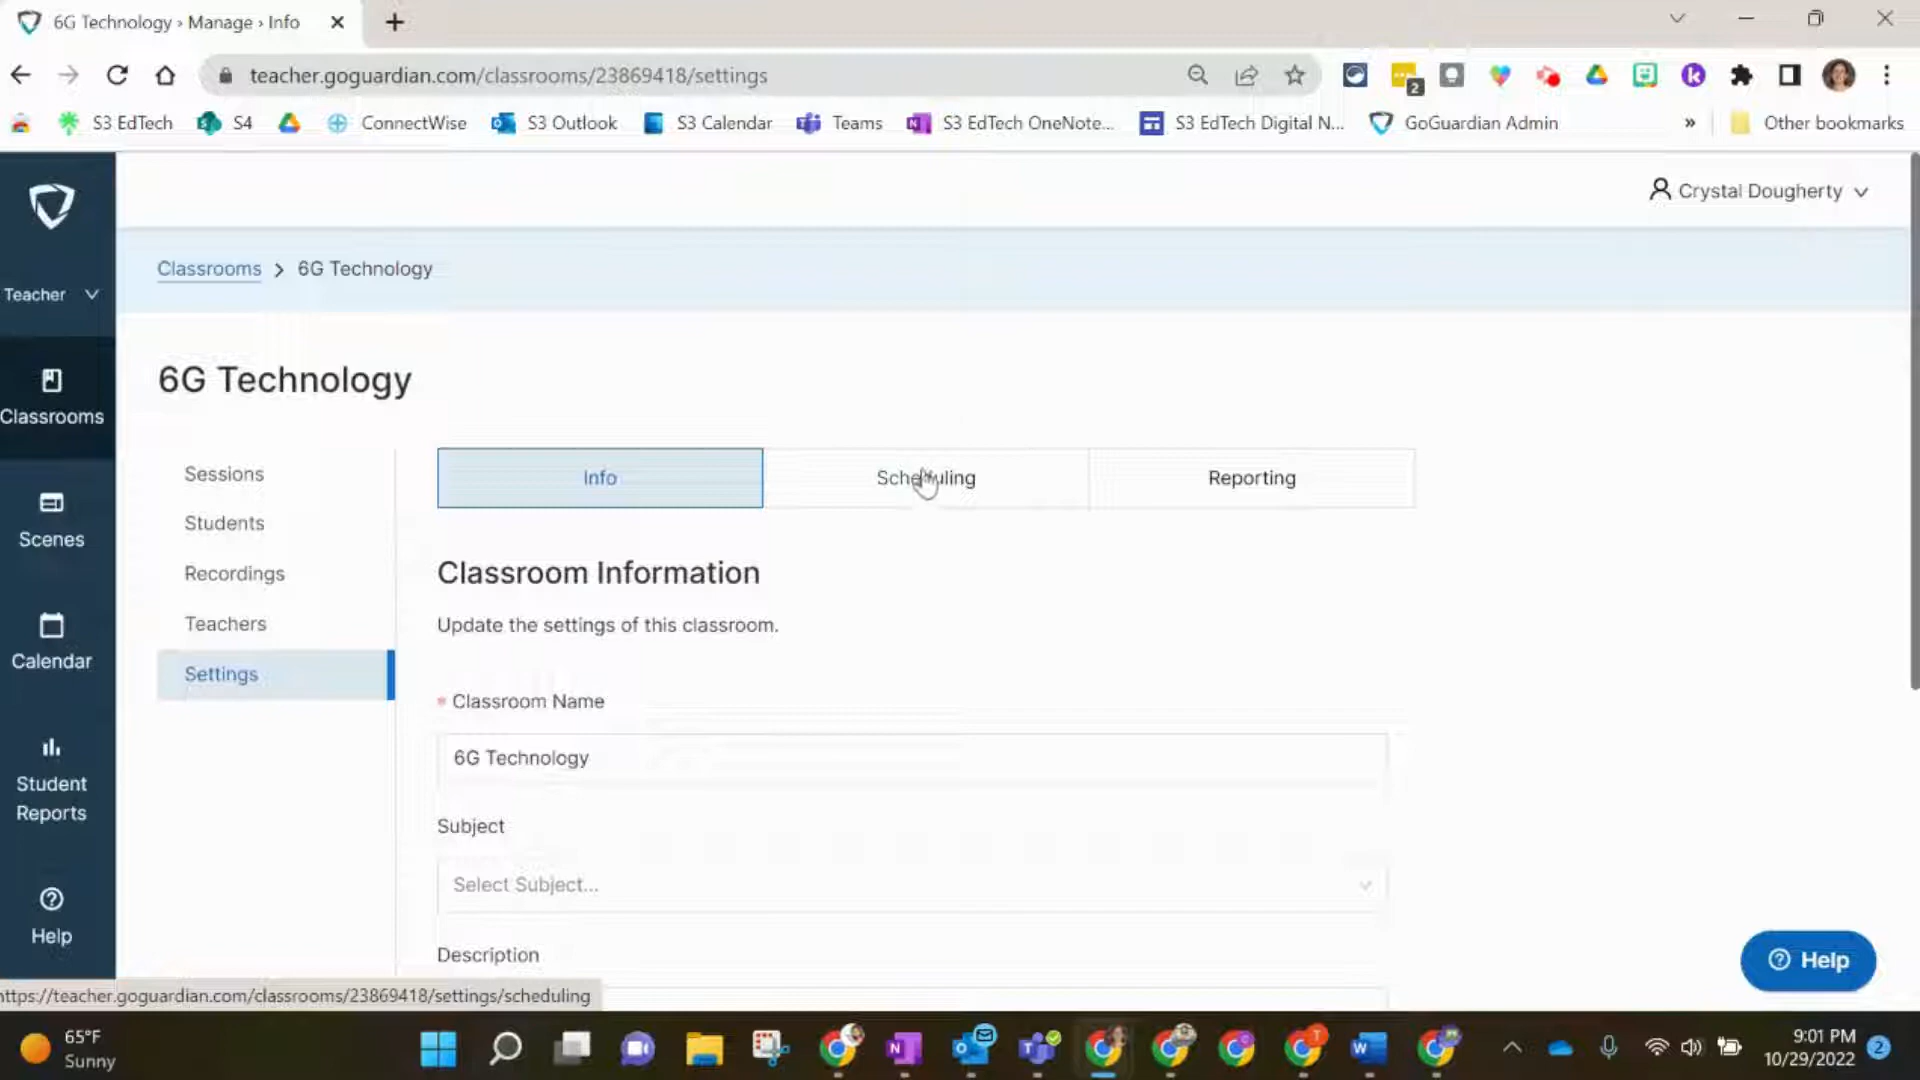 6G Technology › Manage › Info
teacher.goguardian.com/classrooms/23869418/settings
2
S3 EdTech
S4
ConnectWise
S3 Outlook
S3 Calendar
Teams
S3 EdTech OneNote...
S3 EdTech Digital N...
GoGuardian Admin
»
Other bookmarks
Crystal Dougherty
Teacher
Classrooms > 6G Technology
6G Technology
Classrooms
Scenes
Calendar
Student
Reports
Help
Sessions
Students
Recordings
Teachers
Settings
Info
Scheduling
Reporting
Classroom Information
Update the settings of this classroom.
* Classroom Name
6G Technology
Subject
Select Subject...
Description
Help
https://teacher.goguardian.com/classrooms/23869418/settings/scheduling
65°F
Sunny
9:01 PM
10/29/2022
2